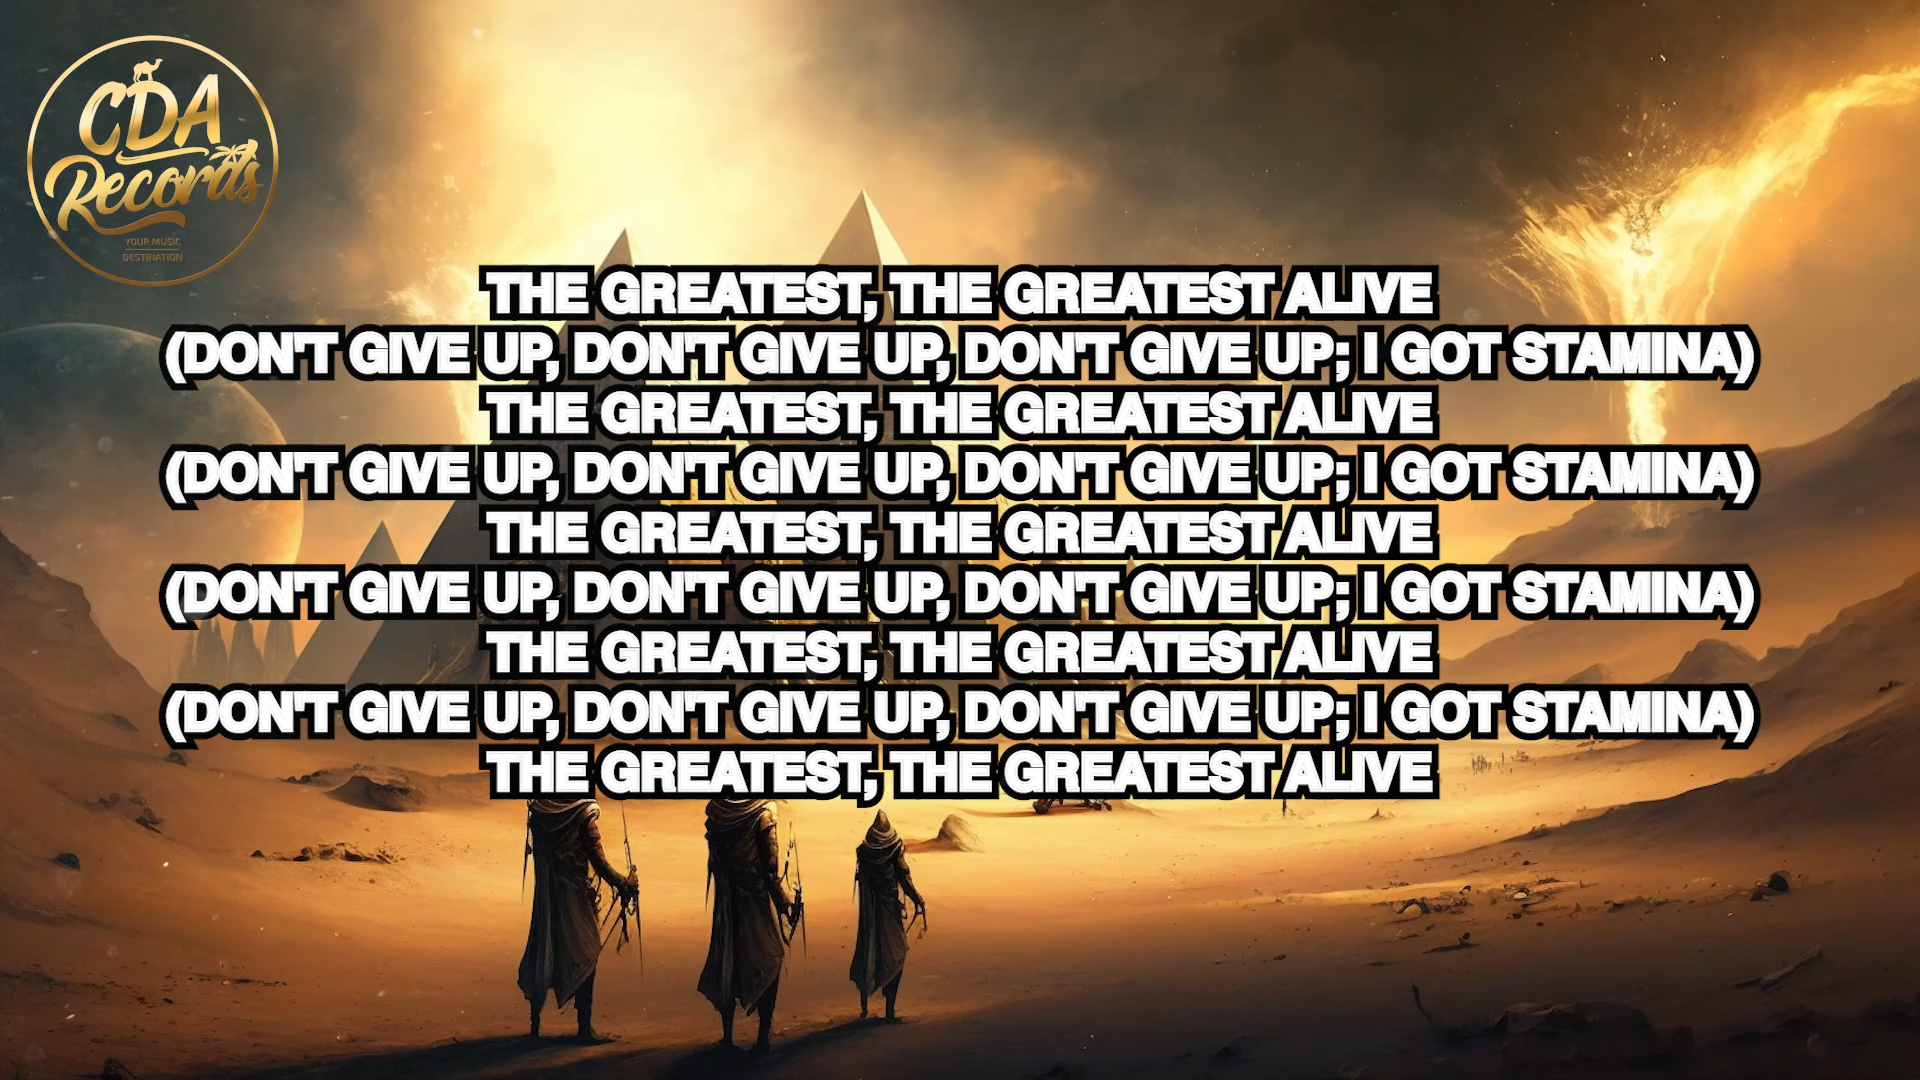 CDA
Records
YOUR MUSIC
DESTINATION
THE GREATEST, THE GREATEST ALIVE
(DON'T GIVE UP, DON'T GIVE UP, DON'T GIVE UP; I GOT STAMINA)
THE GREATEST, THE GREATEST ALIVE
(DON'T GIVE UP, DON'T GIVE UP, DON'T GIVE UP; I GOT STAMINA)
THE GREATEST, THE GREATEST ALIVE
(DON'T GIVE UP, DON'T GIVE UP, DON'T GIVE UP; I GOT STAMINA)
THE GREATEST, THE GREATEST ALIVE
(DON'T GIVE UP, DON'T GIVE UP, DON'T GIVE UP; I GOT STAMINA)
THE GREATEST, THE GREATEST ALIVE